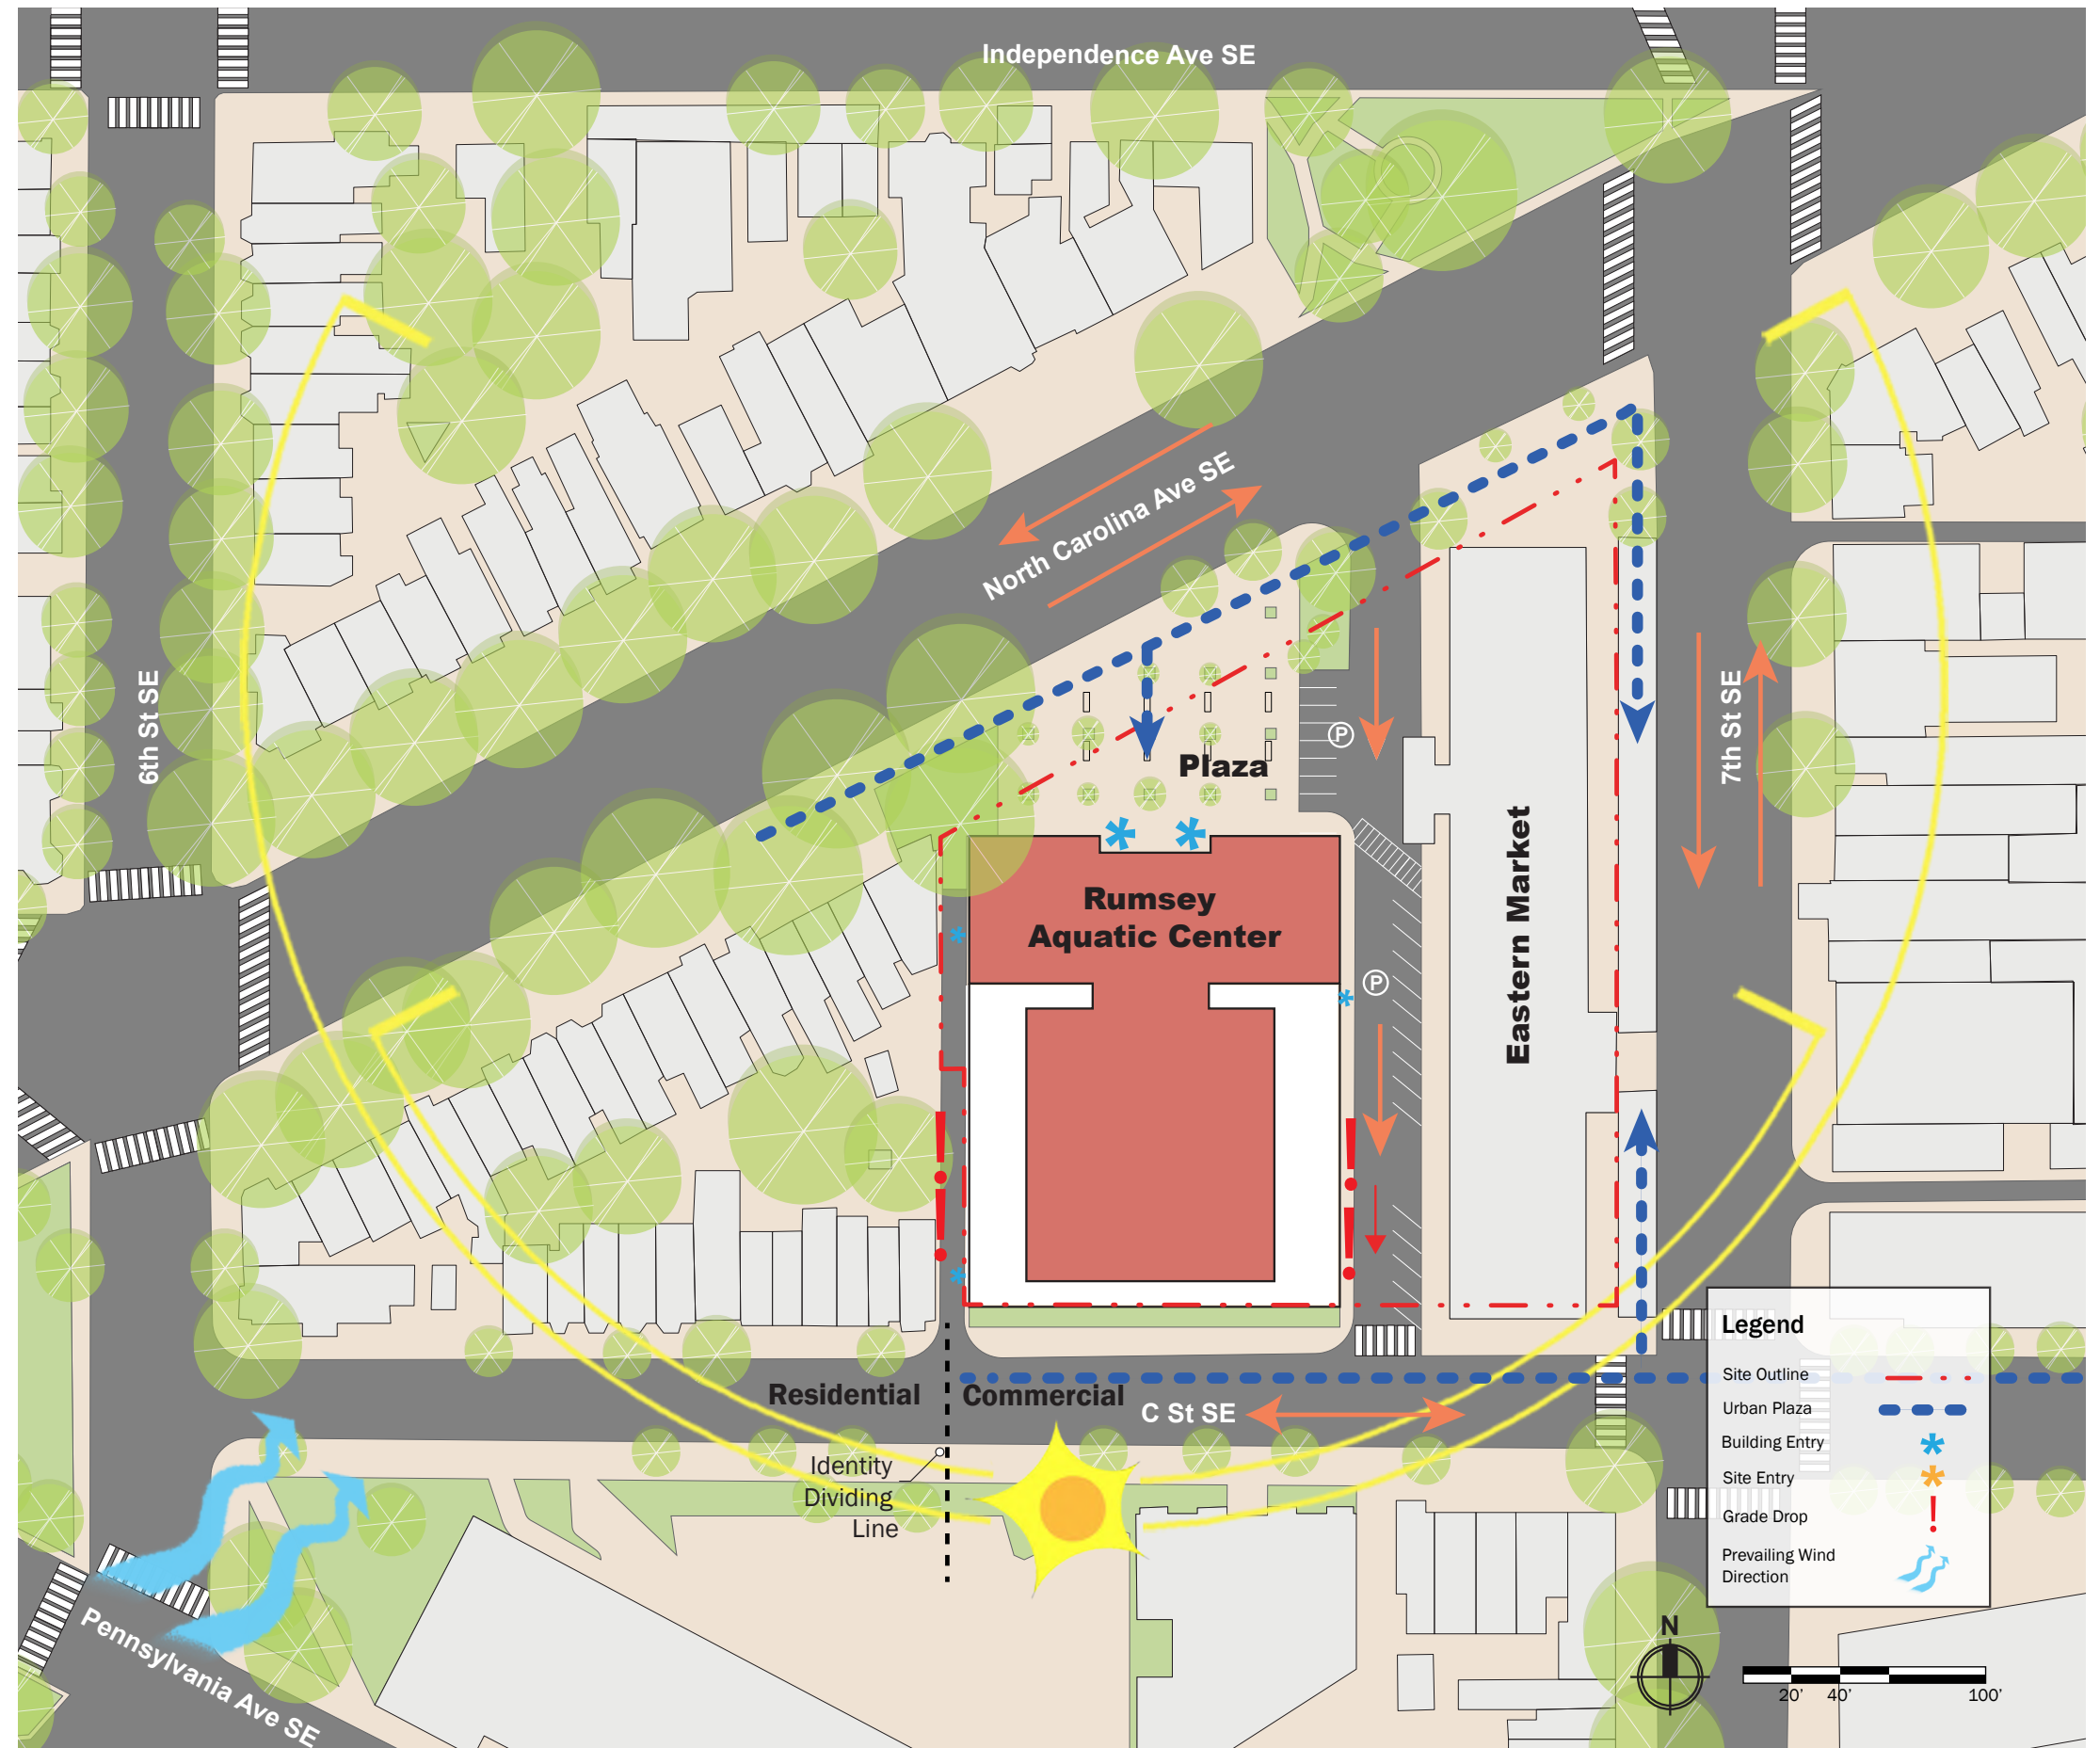 Independence Ave SE
North Carolina Ave SE
6th St SE
7th St SE
P
Plaza
Rumsey
Aquatic Center
Eastern Market
P
Residential
Commercial
C St SE
Identity
Dividing
Line
Pennsylvania Ave SE
Legend
Site Outline
Urban Plaza
Building Entry
Site Entry
Grade Drop
Prevailing Wind
Direction
N
20' 40' 100'